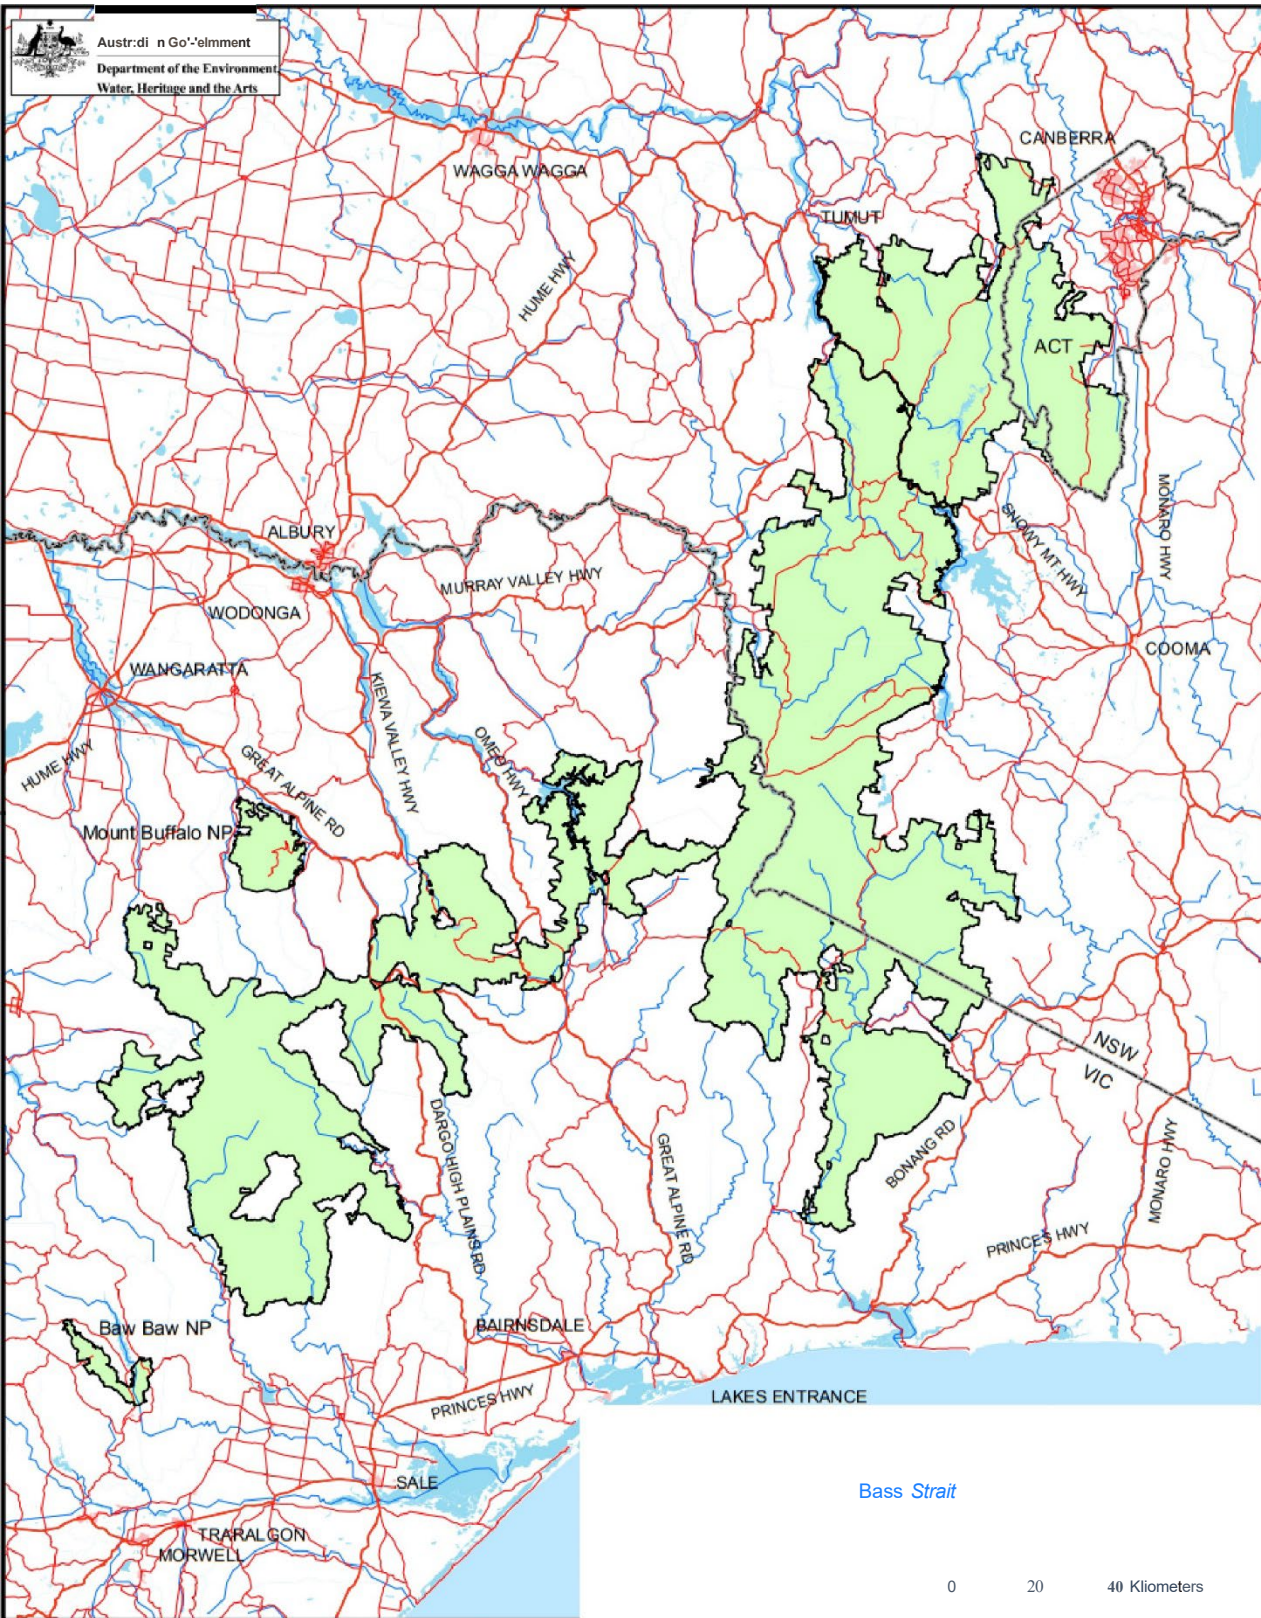 Austr:di n Go'-'elmment
Department of the Environment,
Water, Heritage and the Arts
CANBERRA
WAGGA WAGGA
TUMUT
HUME HWY
ACT
MONARO HWY
SNOWY MT HWY
ALBURY
MURRAY VALLEY HWY
WODONGA
COOMA
WANGARATTA
KIEWA VALLEY HWY
OMEO HWY
HUME HWY
GREAT ALPINE RD
Mount Buffalo NP
NSW
VIC
DARGO HIGH PLAINS RD
GREAT ALPINE RD
BONANG RD
MONARO HWY
PRINCES HWY
Baw Baw NP
BAIRNSDALE
LAKES ENTRANCE
PRINCES HWY
SALE
Bass Strait
TRARALGON
MORWELL
0 20 40 Kliometers